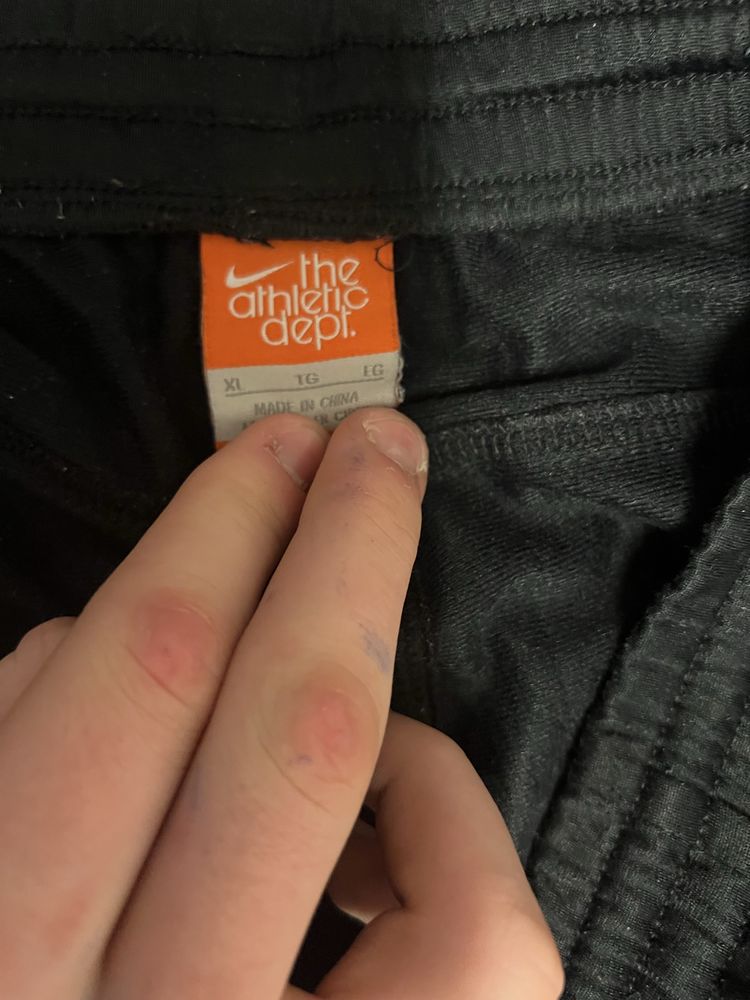 the
athletic
dept.
XL TG EG
MADE IN CHINA